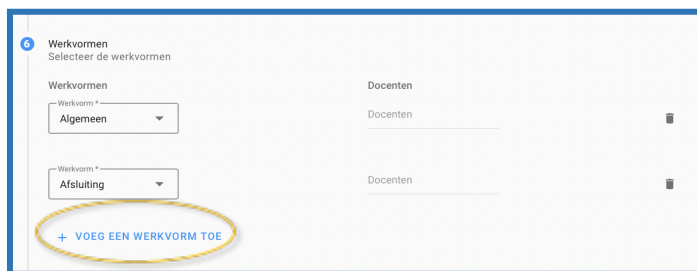 6 Werkvormen
Selecteer de werkvormen
Werkvormen Docenten
Werkvorm *
Algemeen Docenten
Werkvorm *
Afsluiting Docenten
+ VOEG EEN WERKVORM TOE